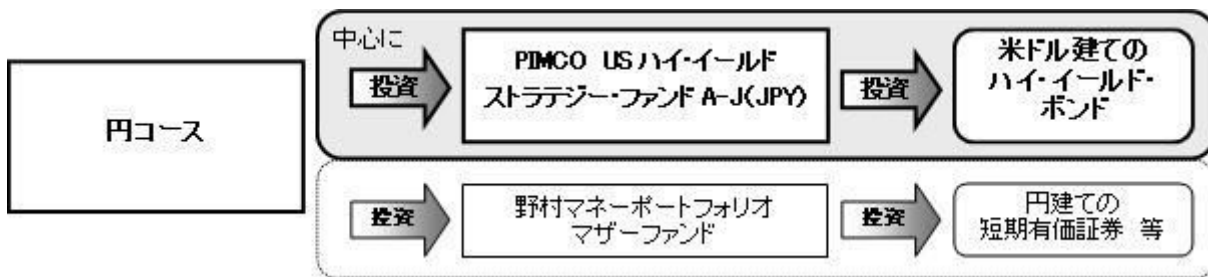 円コース
中心に
投資
PIMCO USハイ・イールド
ストラテジー・ファンド A-J(JPY)
投資
米ドル建ての
ハイ・イールド・
ボンド
投資
野村マネーポートフォリオ
マザーファンド
投資
円建ての
短期有価証券 等